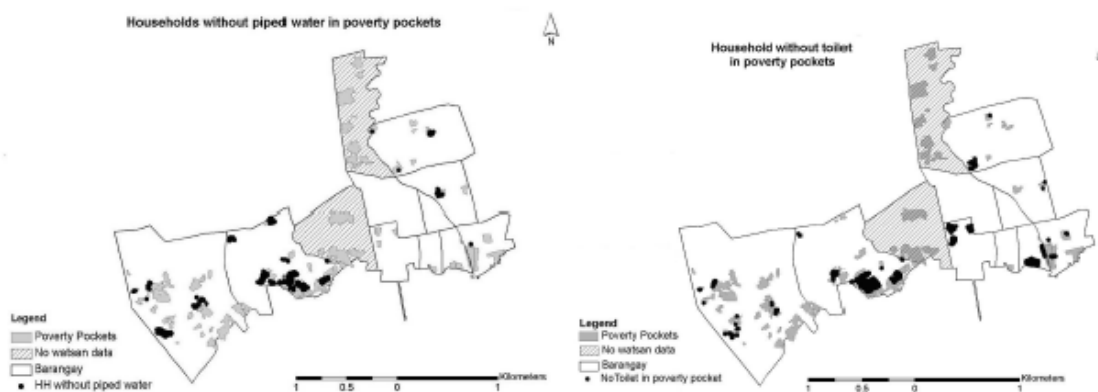 Households without piped water in poverty pockets
N
Legend
Poverty Pockets
No watsan data
Barangay
HH without piped water
Kilometers
1 0.5 0 1
Household without toilet
in poverty pockets
Legend
Poverty Pockets
No watsan data
Barangay
NoToilet in poverty pocket
Kilometers
1 0.5 0 1